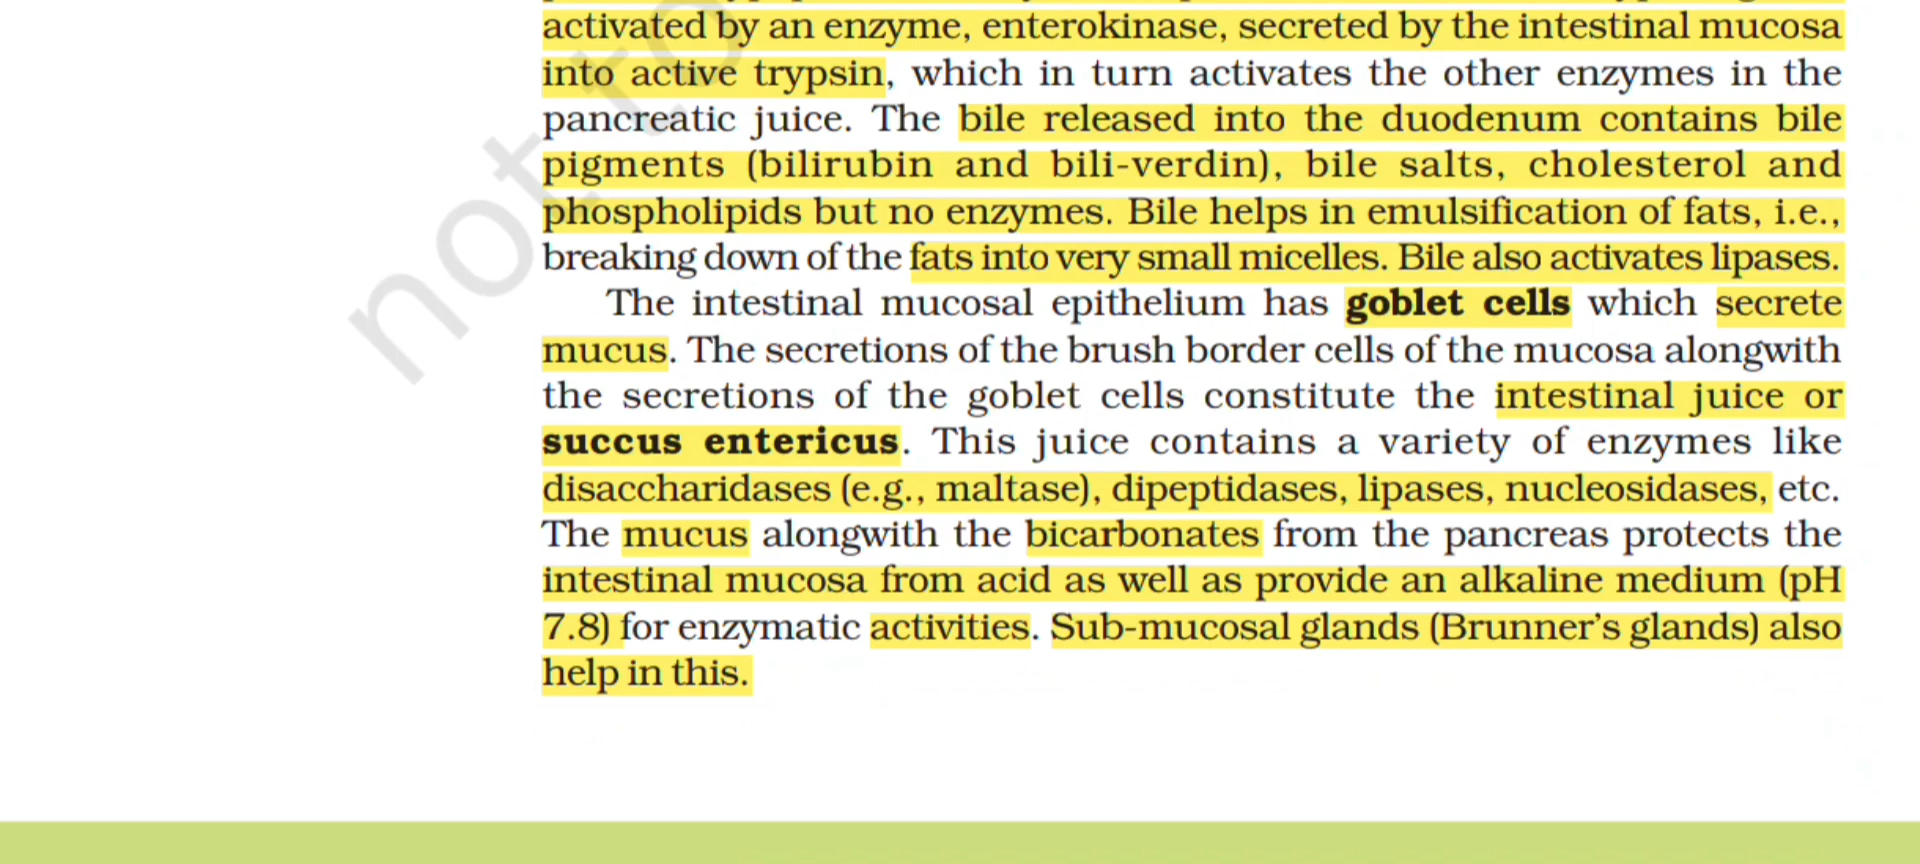 activated by an enzyme, enterokinase, secreted by the intestinal mucosa
into active trypsin, which in turn activates the other enzymes in the
pancreatic juice. The bile released into the duodenum contains bile
pigments (bilirubin and bili-verdin), bile salts, cholesterol and
phospholipids but no enzymes. Bile helps in emulsification of fats, i.e.,
breaking down of the fats into very small micelles. Bile also activates lipases.
The intestinal mucosal epithelium has goblet cells which secrete
mucus. The secretions of the brush border cells of the mucosa alongwith
the secretions of the goblet cells constitute the intestinal juice or
succus entericus. This juice contains a variety of enzymes like
disaccharidases (e.g., maltase), dipeptidases, lipases, nucleosidases, etc.
The mucus alongwith the bicarbonates from the pancreas protects the
intestinal mucosa from acid as well as provide an alkaline medium (pH
7.8) for enzymatic activities. Sub-mucosal glands (Brunner's glands) also
help in this.
not to